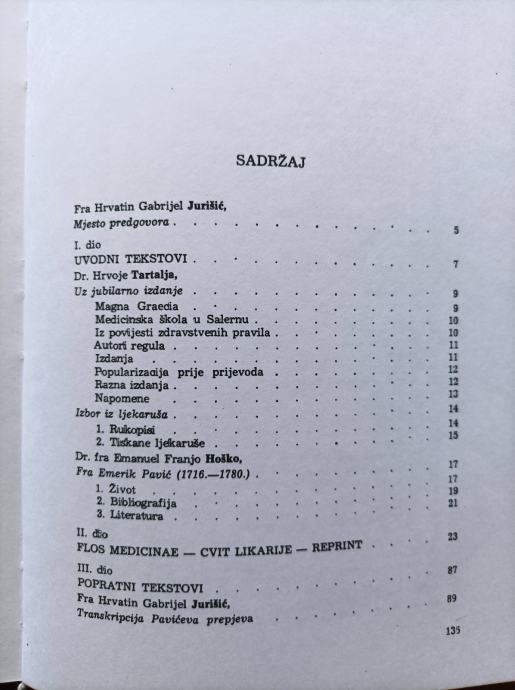 SADRŽAJ
Fra Hrvatin Gabrijel Jurišić,
Mjesto predgovora . . . . . . . . . . . 5
I. dio
UVODNI TEKSTOVI . . . . . . . . . . 7
Dr. Hrvoje Tartalja,
Uz jubilarno izdanje . . . . . . . . . . 9
Magna Graecia . . . . . . . . . . 9
Medicinska škola u Salernu . . . . . . . . 10
Iz povijesti zdravstvenih pravila . . . . . . . 10
Autori regula . . . . . . . . . . 11
Izdanja . . . . . . . . . . 11
Popularizacija prije prijevoda . . . . . . . 12
Razna izdanja . . . . . . . . . . 12
Napomene . . . . . . . . . . 13
Izbor iz ljekaruša . . . . . . . . . . 14
1. Rukopisi . . . . . . . . . . 14
2. Tiskane ljekaruše . . . . . . . . . 15
Dr. fra Emanuel Franjo Hoško,
Fra Emerik Pavić (1716.—1780.) . . . . . . . 17
1. Život . . . . . . . . . . 17
2. Bibliografija . . . . . . . . . . 19
3. Literatura . . . . . . . . . . 21
II. dio
FLOS MEDICINAE — CVIT LIKARIJE — REPRINT . . . . 23
III. dio
POPRATNI TEKSTOVI . . . . . . . . . 87
Fra Hrvatin Gabrijel Jurišić,
Transkripcija Pavićeva prepjeva . . . . . . . 89
135